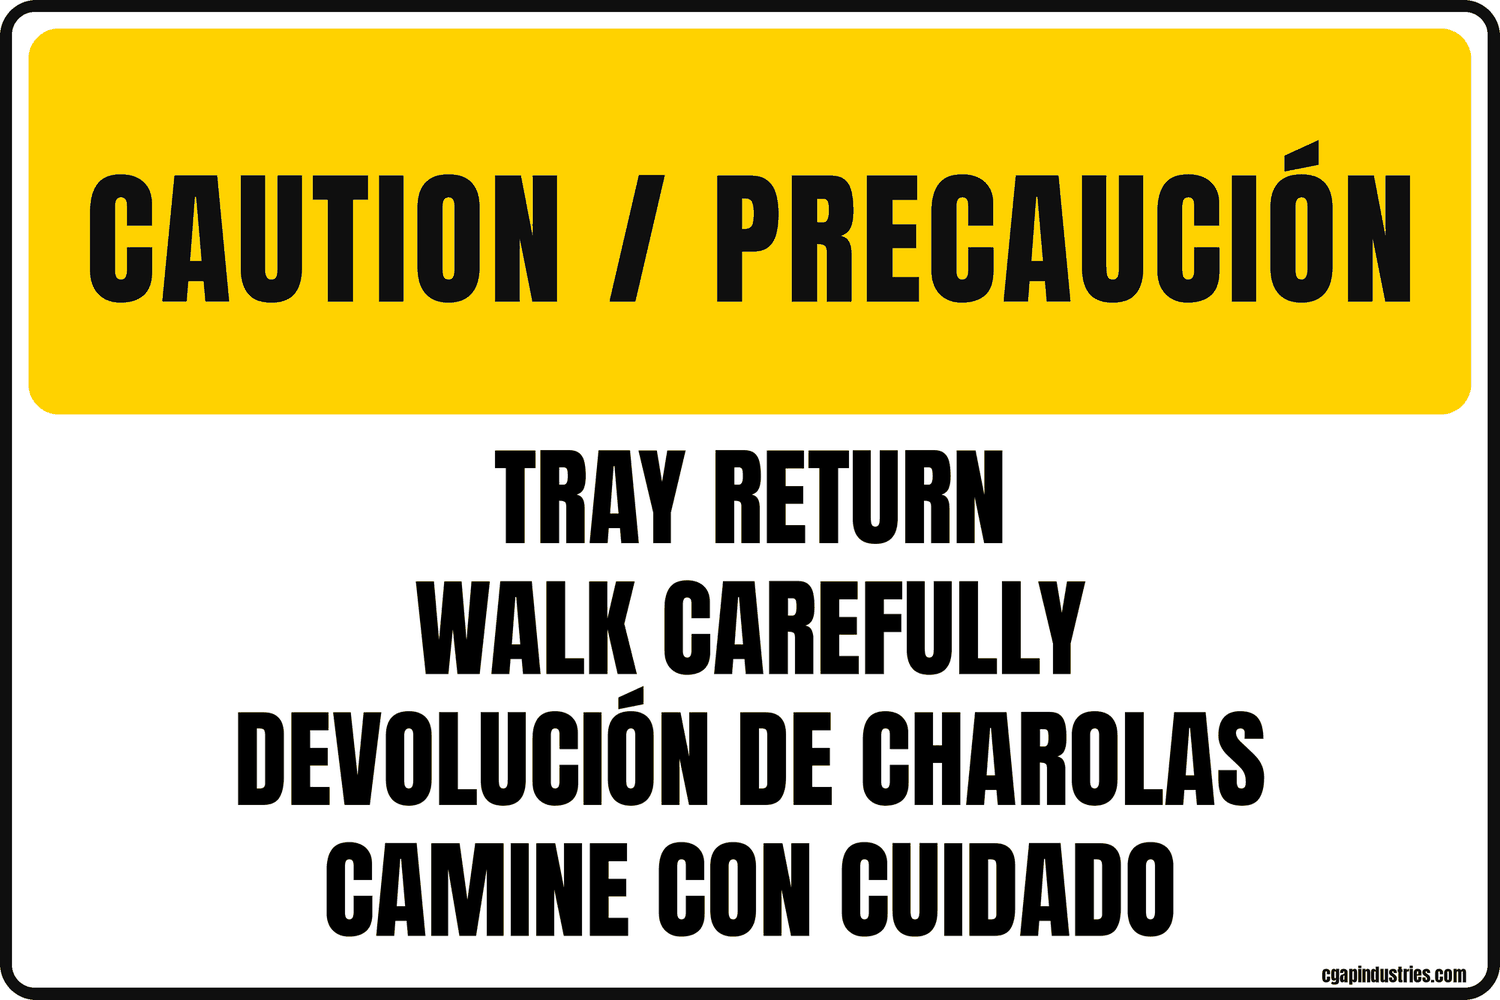 CAUTION / PRECAUCIÓN
TRAY RETURN
WALK CAREFULLY
DEVOLUCIÓN DE CHAROLAS
CAMINE CON CUIDADO
cgapindustries.com